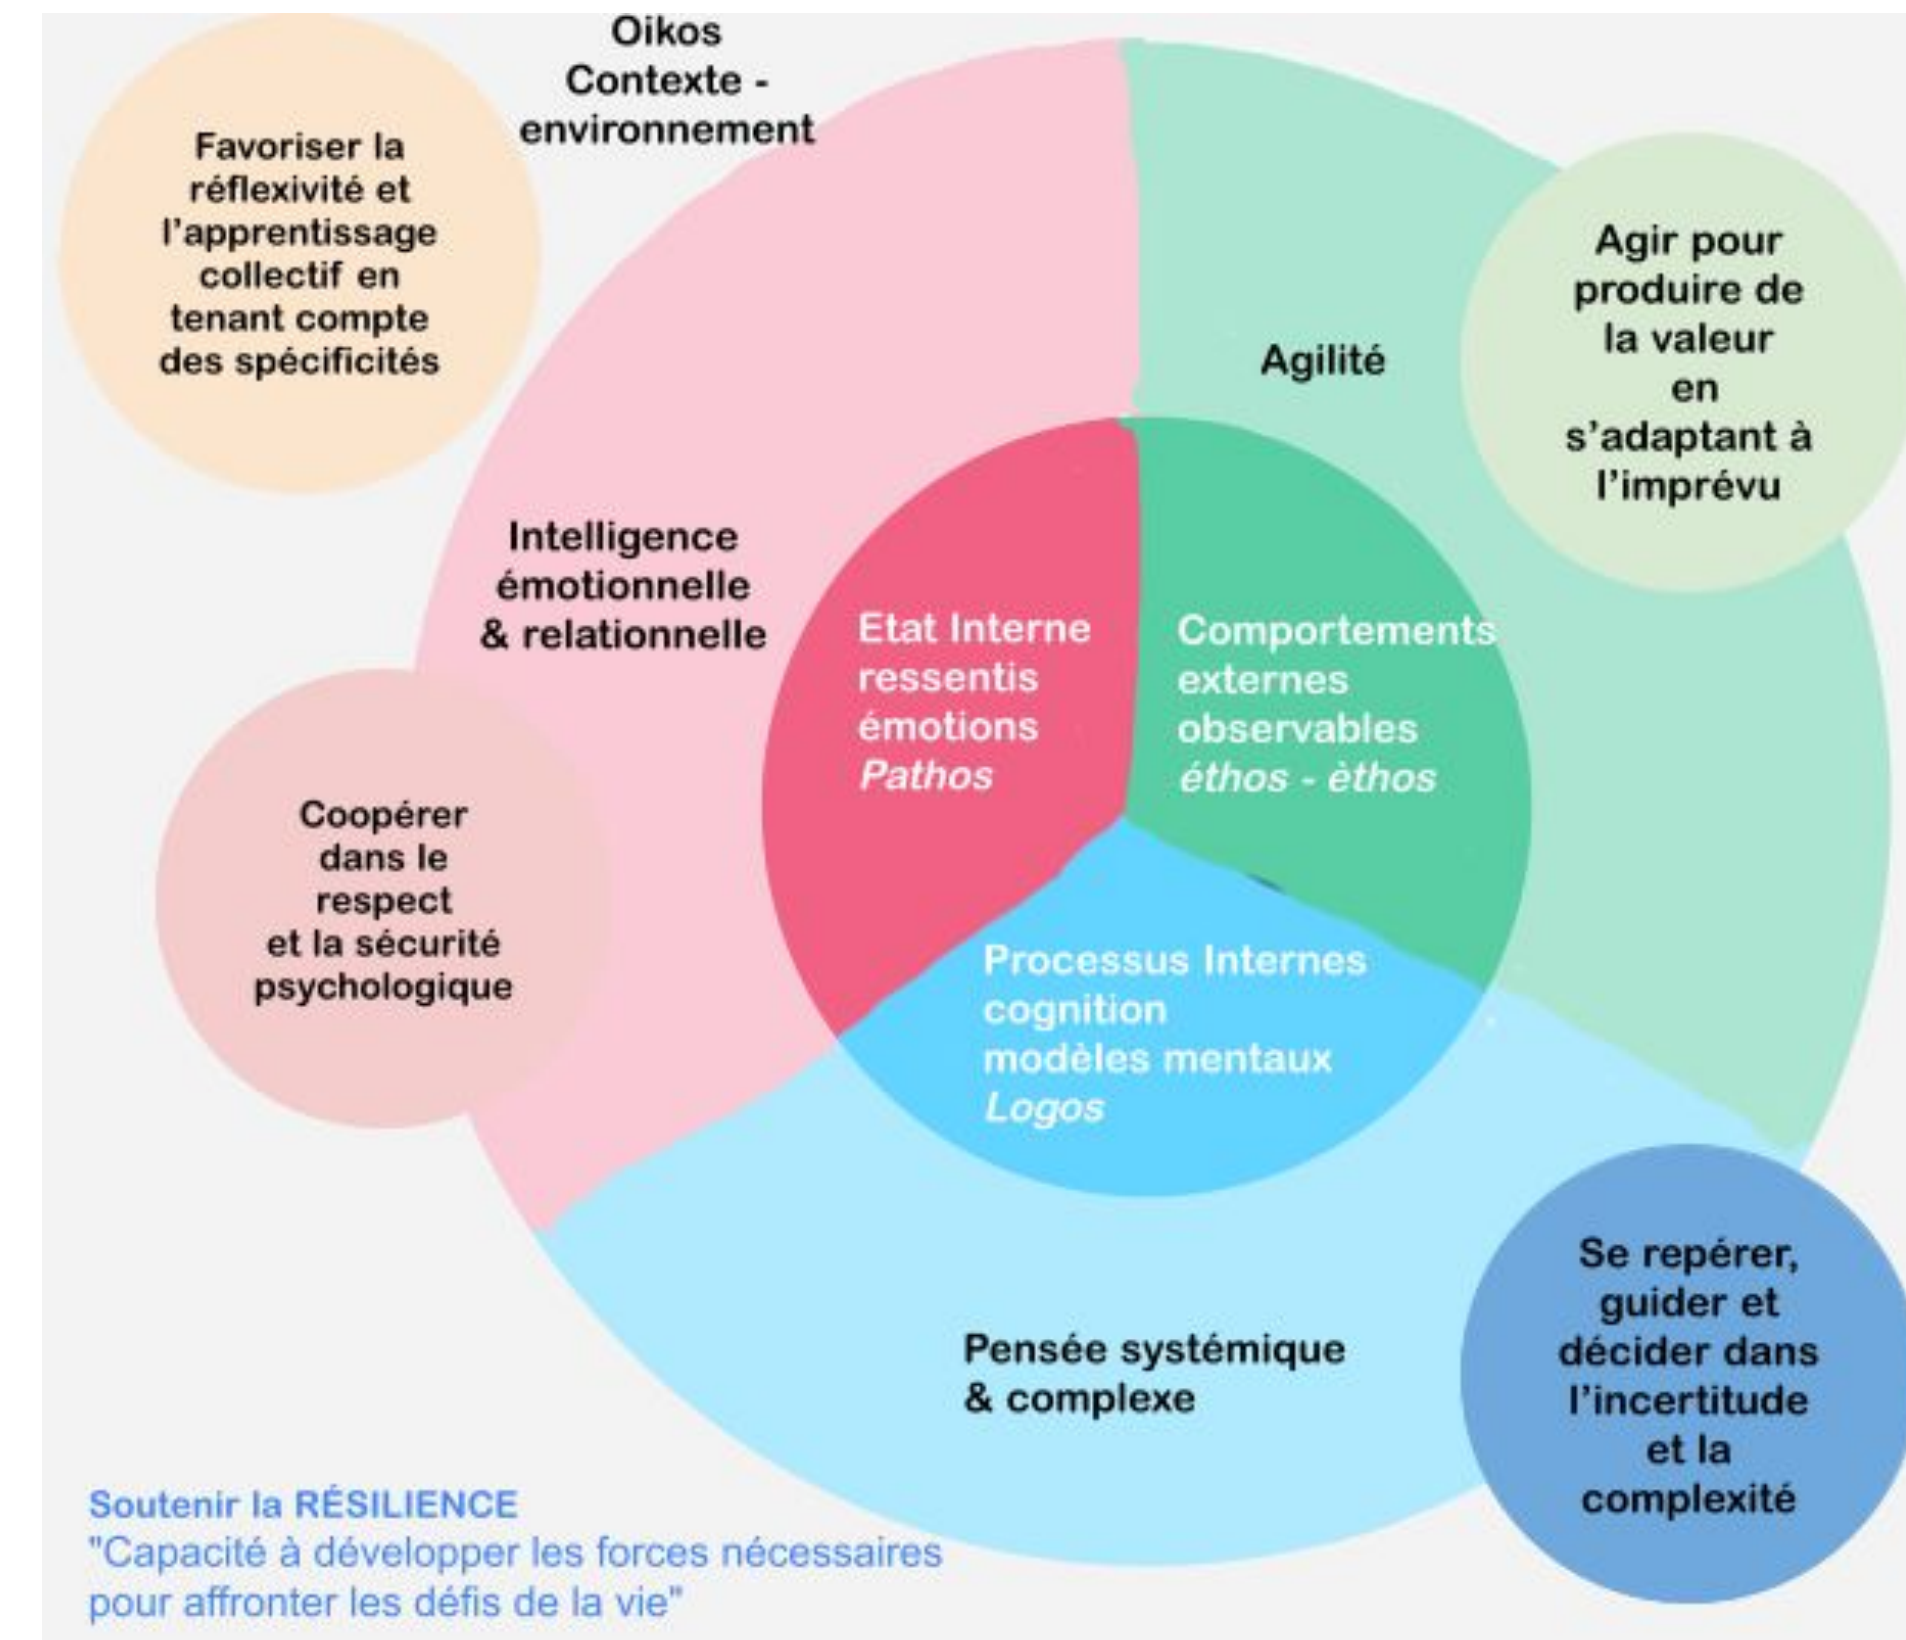 Oikos
Contexte -
environnement
Favoriser la
réflexivité et
l'apprentissage
collectif en
tenant compte
des spécificités
Agir pour
produire de
la valeur
en
s'adaptant à
l'imprévu
Agilité
Intelligence
émotionnelle
& relationnelle
Etat Interne
ressentis
émotions
Pathos
Comportements
externes
observables
éthos - èthos
Coopérer
dans le
respect
et la sécurité
psychologique
Processus Internes
cognition
modèles mentaux
Logos
Pensée systémique
& complexe
Se repérer,
guider et
décider dans
l'incertitude
et la
complexité
Soutenir la RÉSILIENCE
"Capacité à développer les forces nécessaires
pour affronter les défis de la vie"